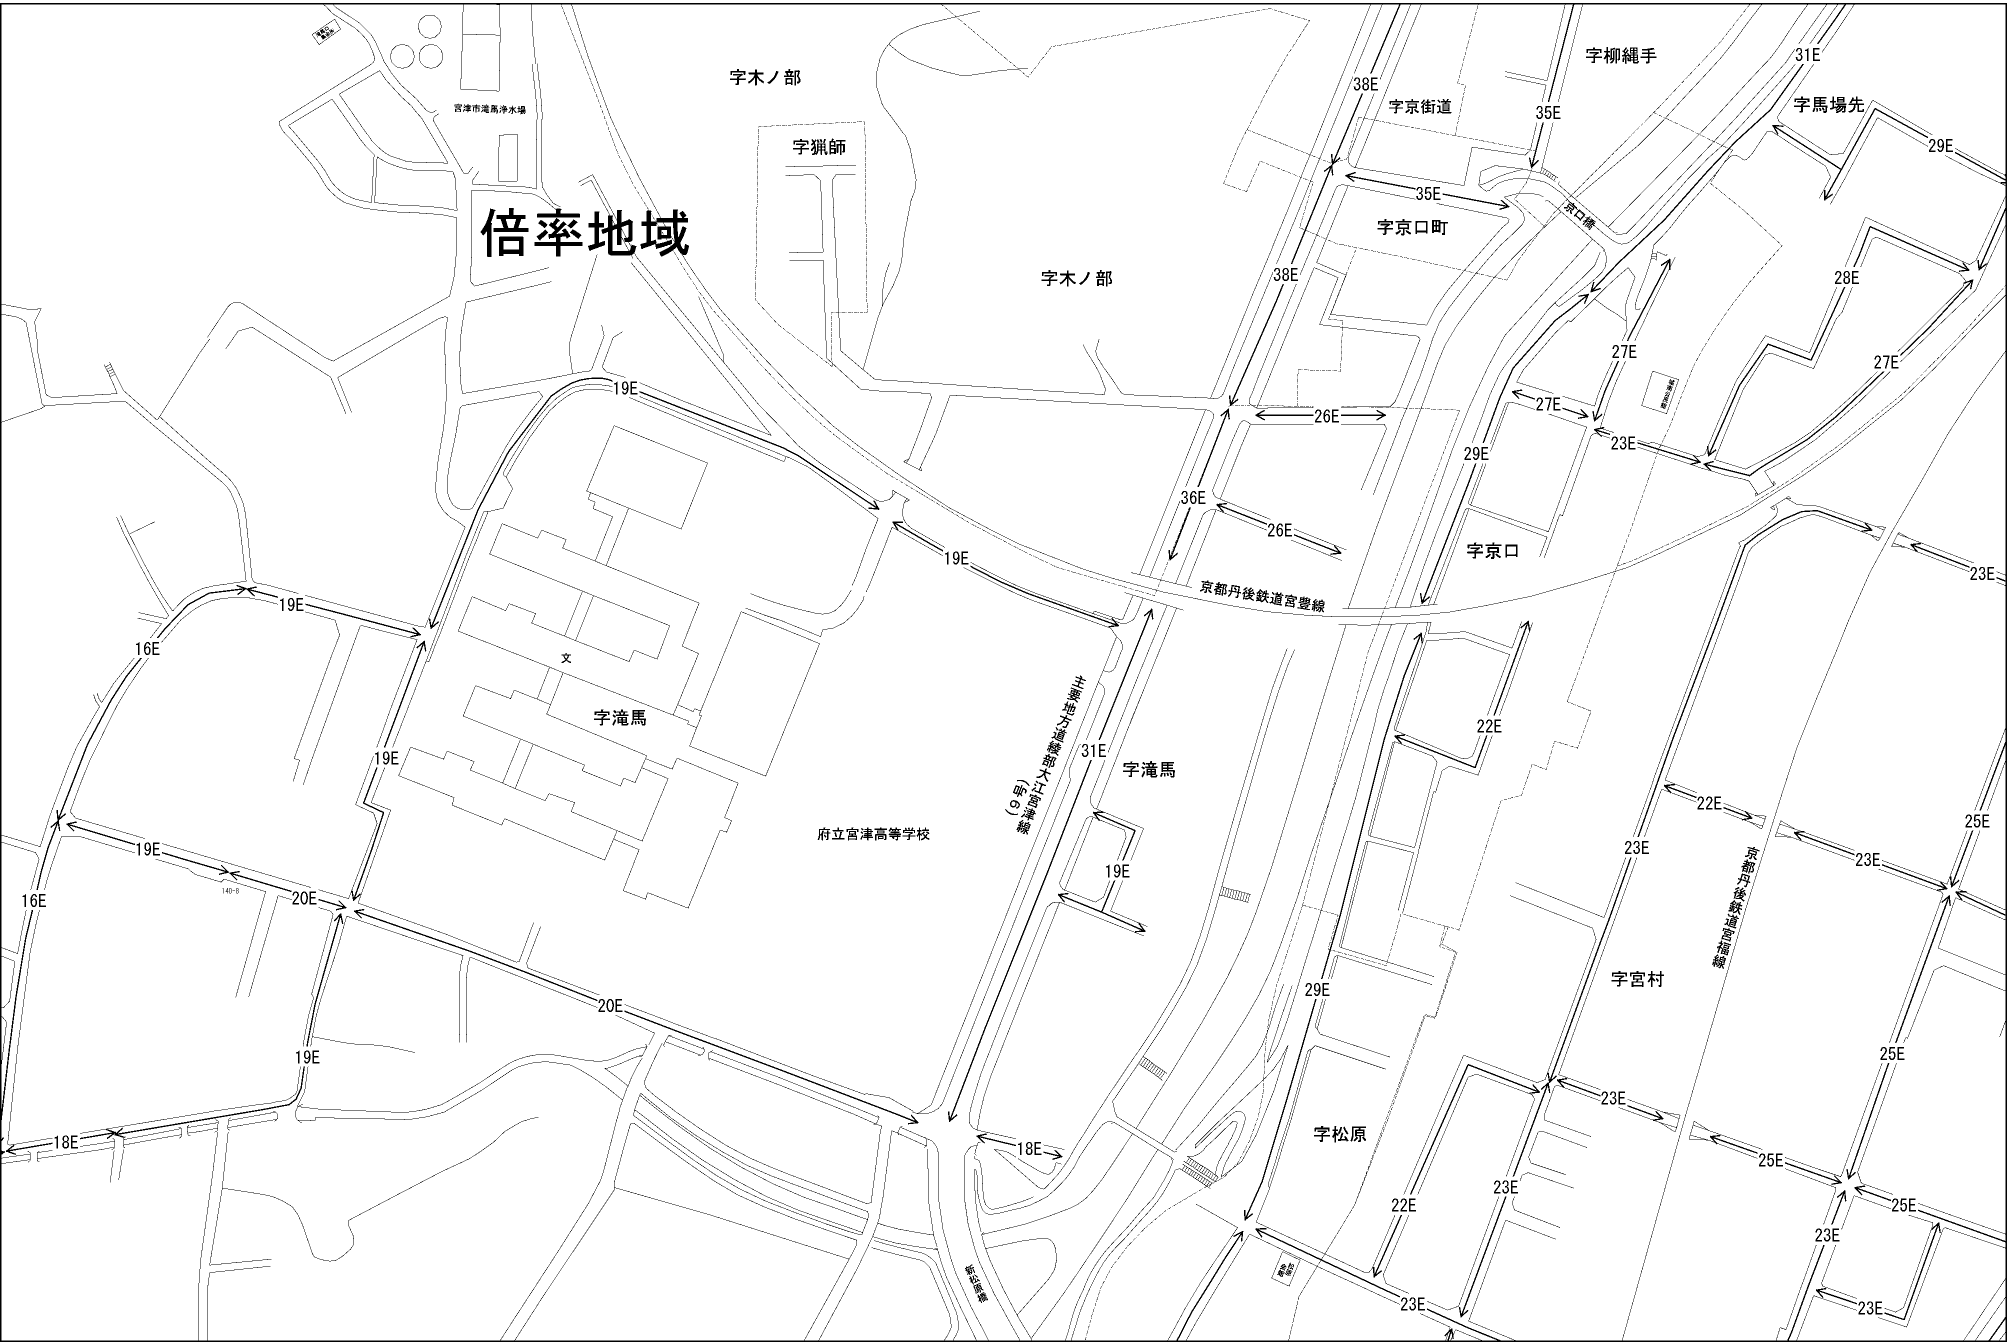 字柳縄手
31E
字木ノ部
38E
字馬場先
宮津市滝馬浄水場
字京街道
35E
字猟師
29E
35E
京口橋
倍率地域
字京口町
字木ノ部
38E
28E
27E
27E
19E
27E
26E
23E
29E
36E
26E
字京口
19E
23E
京都丹後鉄道宮豊線
19E
16E
文
字滝馬
22E
19E
主要地方道綾部大江宮津線
(9号)
31E
字滝馬
22E
25E
府立宮津高等学校
23E
19E
23E
19E
140-8
20E
16E
京都丹後鉄道宮福線
字宮村
29E
20E
25E
19E
23E
18E
字松原
18E
25E
23E
22E
25E
23E
新松原橋
23E
23E